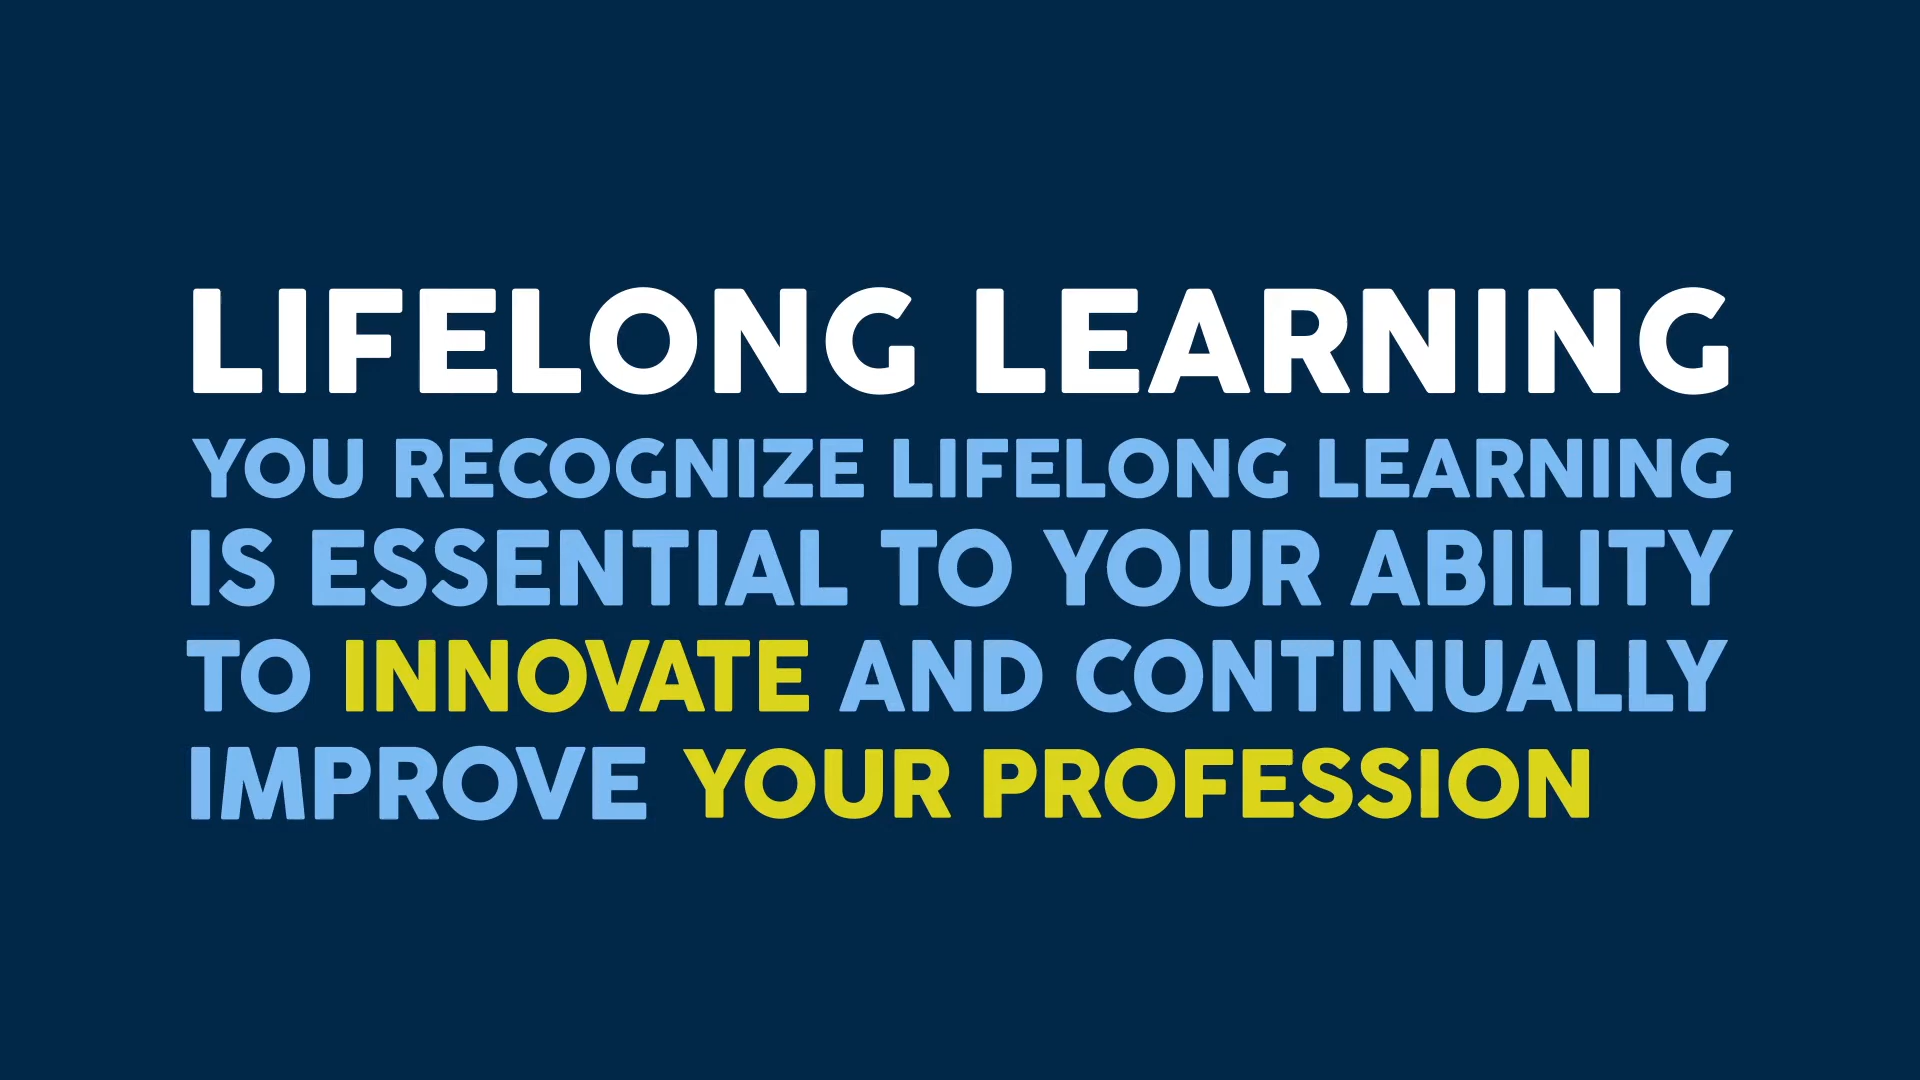 LIFELONG LEARNING
YOU RECOGNIZE LIFELONG LEARNING
IS ESSENTIAL TO YOUR ABILITY
TO INNOVATE AND CONTINUALLY
IMPROVE YOUR PROFESSION